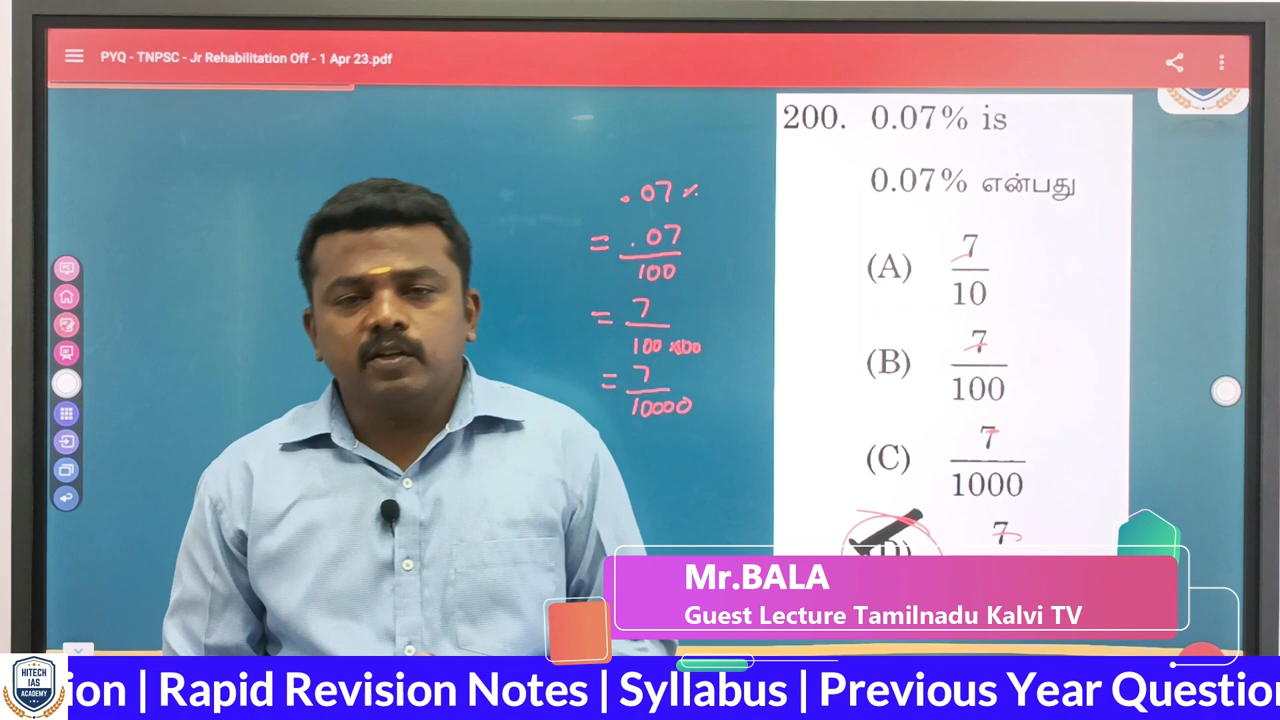 PYQ - TNPSC - Jr Rehabilitation Off - 1 Apr 23.pdf
.07%
= .07
100
= 7
100 ×100
= 7
10000
200. 0.07% is
0.07% என்பது
(A) 7
10
(B) 7
100
(C) 7
1000
(D) 7
Mr.BALA
Guest Lecture Tamilnadu Kalvi TV
HITECH
IAS
ACADEMY
ion | Rapid Revision Notes | Syllabus | Previous Year Question